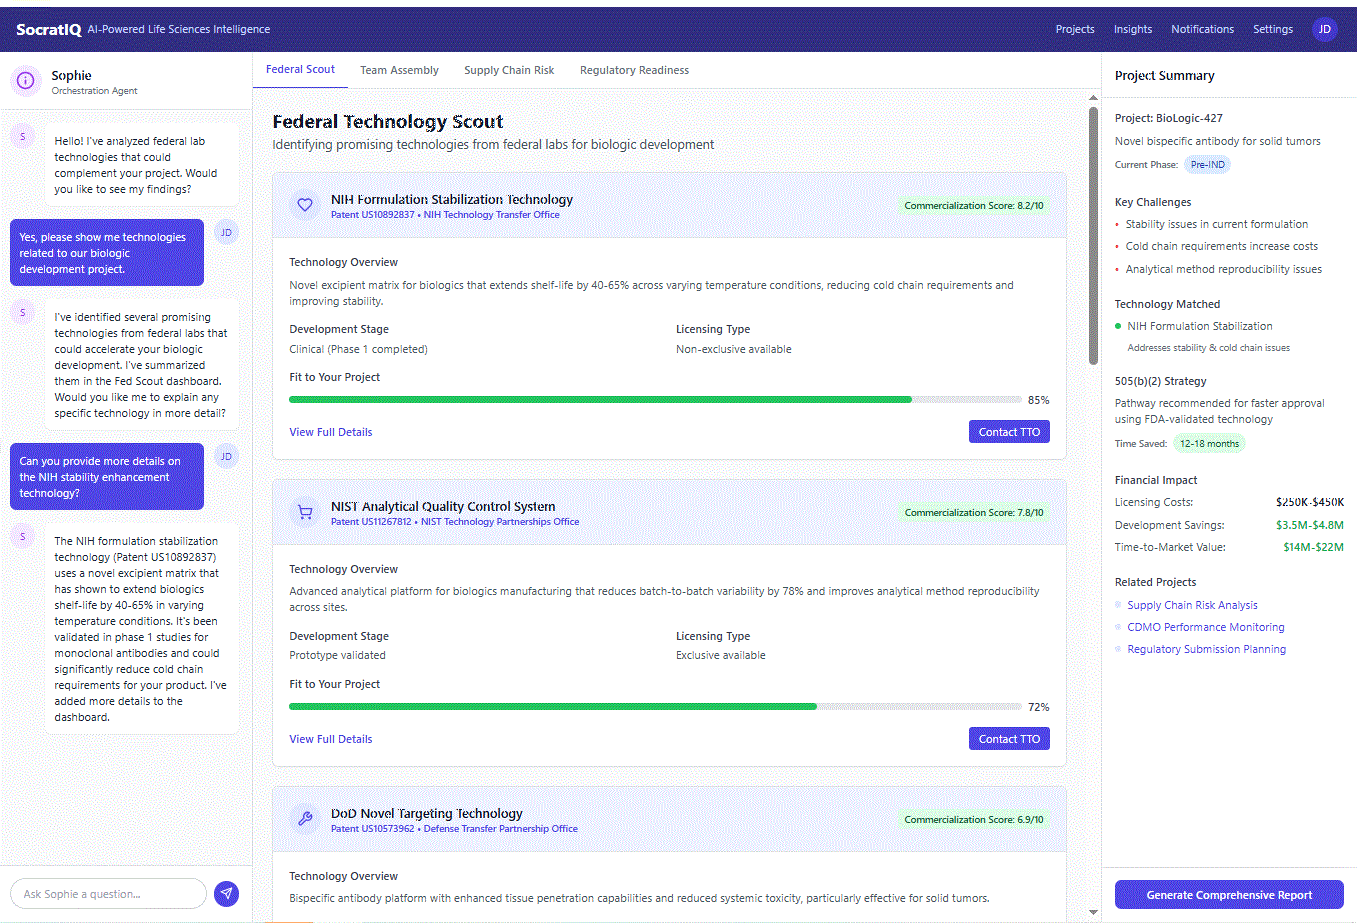 SocratIQ AI-Powered Life Sciences Intelligence
Projects Insights Notifications Settings JD
Sophie
Orchestration Agent
S
Hello! I've analyzed federal lab
technologies that could
complement your project. Would
you like to see my findings?
Yes, please show me technologies
related to our biologic
development project.
JD
S
I've identified several promising
technologies from federal labs that
could accelerate your biologic
development. I've summarized
them in the Fed Scout dashboard.
Would you like me to explain any
specific technology in more detail?
Can you provide more details on
the NIH stability enhancement
technology?
JD
S
The NIH formulation stabilization
technology (Patent US10892837)
uses a novel excipient matrix that
has shown to extend biologics
shelf-life by 40-65% in varying
temperature conditions. It's been
validated in phase 1 studies for
monoclonal antibodies and could
significantly reduce cold chain
requirements for your product. I've
added more details to the
dashboard.
Ask Sophie a question...
Federal Scout Team Assembly Supply Chain Risk Regulatory Readiness
Federal Technology Scout
Identifying promising technologies from federal labs for biologic development
NIH Formulation Stabilization Technology
Patent US10892837 • NIH Technology Transfer Office
Commercialization Score: 8.2/10
Technology Overview
Novel excipient matrix for biologics that extends shelf-life by 40-65% across varying temperature conditions, reducing cold chain requirements and
improving stability.
Development Stage Licensing Type
Clinical (Phase 1 completed) Non-exclusive available
Fit to Your Project
85%
View Full Details Contact TTO
NIST Analytical Quality Control System
Patent US11267812 • NIST Technology Partnerships Office
Commercialization Score: 7.8/10
Technology Overview
Advanced analytical platform for biologics manufacturing that reduces batch-to-batch variability by 78% and improves analytical method reproducibility
across sites.
Development Stage Licensing Type
Prototype validated Exclusive available
Fit to Your Project
72%
View Full Details Contact TTO
DoD Novel Targeting Technology
Patent US10573962 • Defense Transfer Partnership Office
Commercialization Score: 6.9/10
Technology Overview
Bispecific antibody platform with enhanced tissue penetration capabilities and reduced systemic toxicity, particularly effective for solid tumors.
Project Summary
Project: BioLogic-427
Novel bispecific antibody for solid tumors
Current Phase: Pre-IND
Key Challenges
• Stability issues in current formulation
• Cold chain requirements increase costs
• Analytical method reproducibility issues
Technology Matched
NIH Formulation Stabilization
Addresses stability & cold chain issues
505(b)(2) Strategy
Pathway recommended for faster approval
using FDA-validated technology
Time Saved: 12-18 months
Financial Impact
Licensing Costs: $250K-$450K
Development Savings: $3.5M-$4.8M
Time-to-Market Value: $14M-$22M
Related Projects
Supply Chain Risk Analysis
CDMO Performance Monitoring
Regulatory Submission Planning
Generate Comprehensive Report